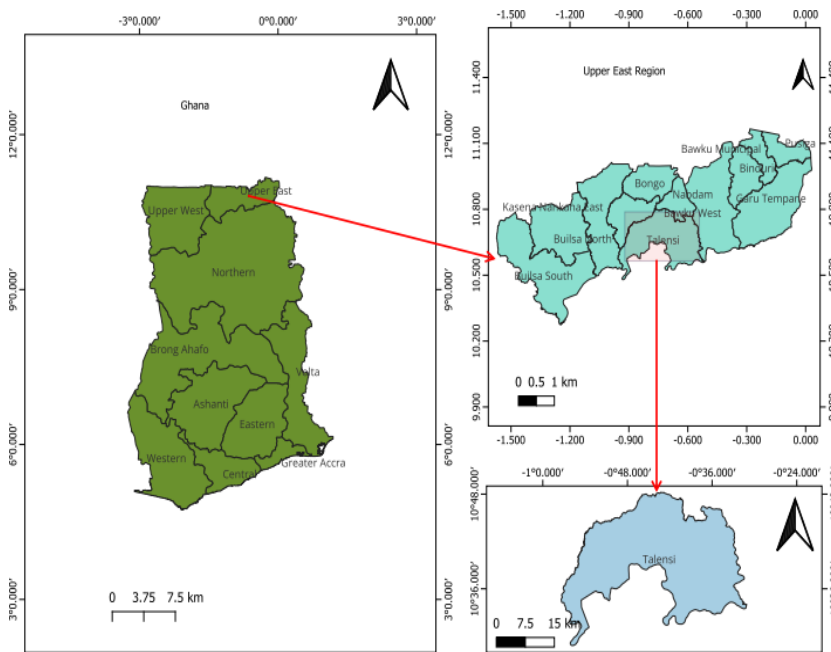 -3°0.000' 0°0.000' 3°0.000'
Ghana
12°0.000' 12°0.000'
9°0.000' 9°0.000'
6°0.000' 6°0.000'
3°0.000' 3°0.000'
Upper East
Upper West
Northern
Brong Ahafo
Volta
Ashanti
Eastern
Western
Central
Greater Accra
0 3.75 7.5 km
-1.500 -1.200 -0.900 -0.600 -0.300 0.000
Upper East Region
11.400
11.100
10.800
10.500
10.200
9.900
Bawku Municipal
Pusiga
Binduri
Bongo
Nabdam
Garu Tempane
Kasena Nankana East
Bawku West
Builsa North
Talensi
Builsa South
0 0.5 1 km
-1.500 -1.200 -0.900 -0.600 -0.300 0.000
-1°0.000' -0°48.000' -0°36.000' -0°24.000'
10°48.000'
10°36.000'
Talensi
0 7.5 15 km